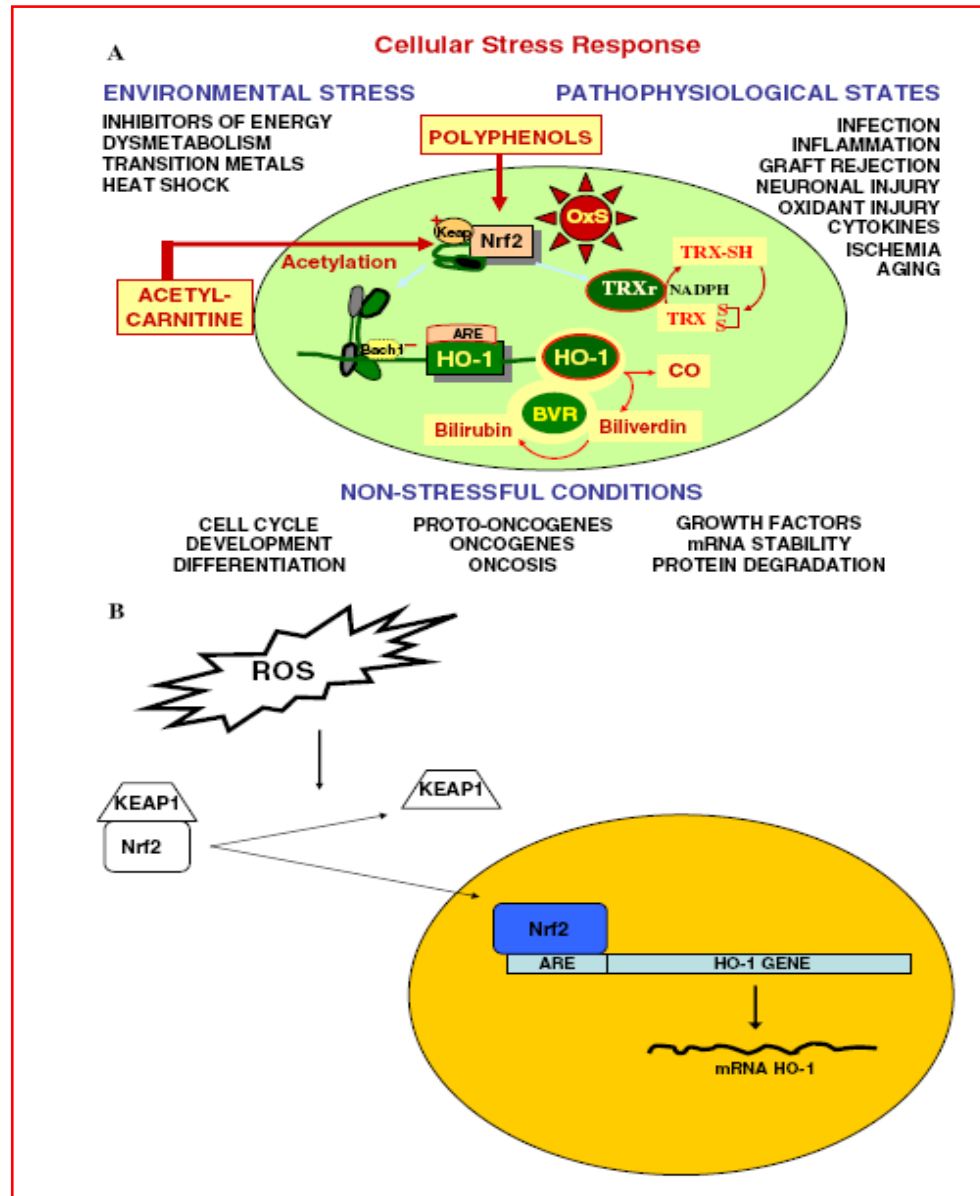 A
Cellular Stress Response
ENVIRONMENTAL STRESS
INHIBITORS OF ENERGY
DYSMETABOLISM
TRANSITION METALS
HEAT SHOCK
PATHOPHYSIOLOGICAL STATES
INFECTION
INFLAMMATION
GRAFT REJECTION
NEURONAL INJURY
OXIDANT INJURY
CYTOKINES
ISCHEMIA
AGING
POLYPHENOLS
OxS
+
Keap
Nrf2
Acetylation
ACETYL-
CARNITINE
TRX-SH
TRXr
NADPH
TRX
S
S
Bach1
–
ARE
HO-1
HO-1
CO
BVR
Bilirubin
Biliverdin
NON-STRESSFUL CONDITIONS
CELL CYCLE
DEVELOPMENT
DIFFERENTIATION
PROTO-ONCOGENES
ONCOGENES
ONCOSIS
GROWTH FACTORS
mRNA STABILITY
PROTEIN DEGRADATION
B
ROS
KEAP1
Nrf2
KEAP1
Nrf2
ARE
HO-1 GENE
mRNA HO-1